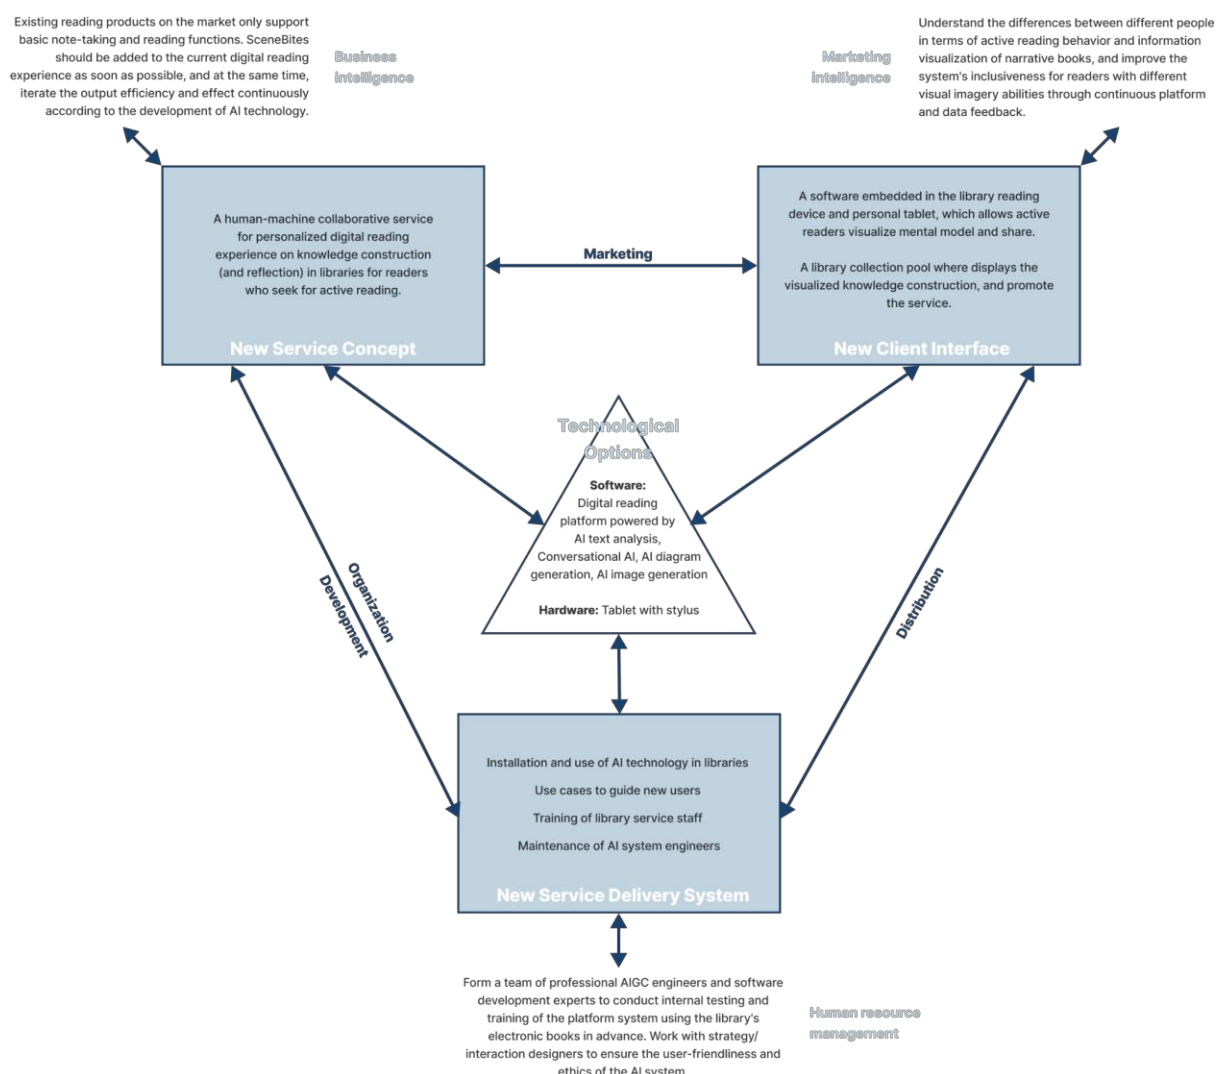 Existing reading products on the market only support
basic note-taking and reading functions. SceneBites
should be added to the current digital reading
experience as soon as possible, and at the same time,
iterate the output efficiency and effect continuously
according to the development of AI technology.
Business
intelligence
Marketing
intelligence
Understand the differences between different people
in terms of active reading behavior and information
visualization of narrative books, and improve the
system's inclusiveness for readers with different
visual imagery abilities through continuous platform
and data feedback.
A human-machine collaborative service
for personalized digital reading
experience on knowledge construction
(and reflection) in libraries for readers
who seek for active reading.
New Service Concept
Marketing
A software embedded in the library reading
device and personal tablet, which allows active
readers visualize mental model and share.
A library collection pool where displays the
visualized knowledge construction, and promote
the service.
New Client Interface
Technological
Options
Software:
Digital reading
platform powered by
AI text analysis,
Conversational AI, AI diagram
generation, AI image generation
Hardware: Tablet with stylus
Organization
Development
Distribution
Installation and use of AI technology in libraries
Use cases to guide new users
Training of library service staff
Maintenance of AI system engineers
New Service Delivery System
Form a team of professional AIGC engineers and software
development experts to conduct internal testing and
training of the platform system using the library's
electronic books in advance. Work with strategy/
interaction designers to ensure the user-friendliness and
ethics of the AI system.
Human resource
management